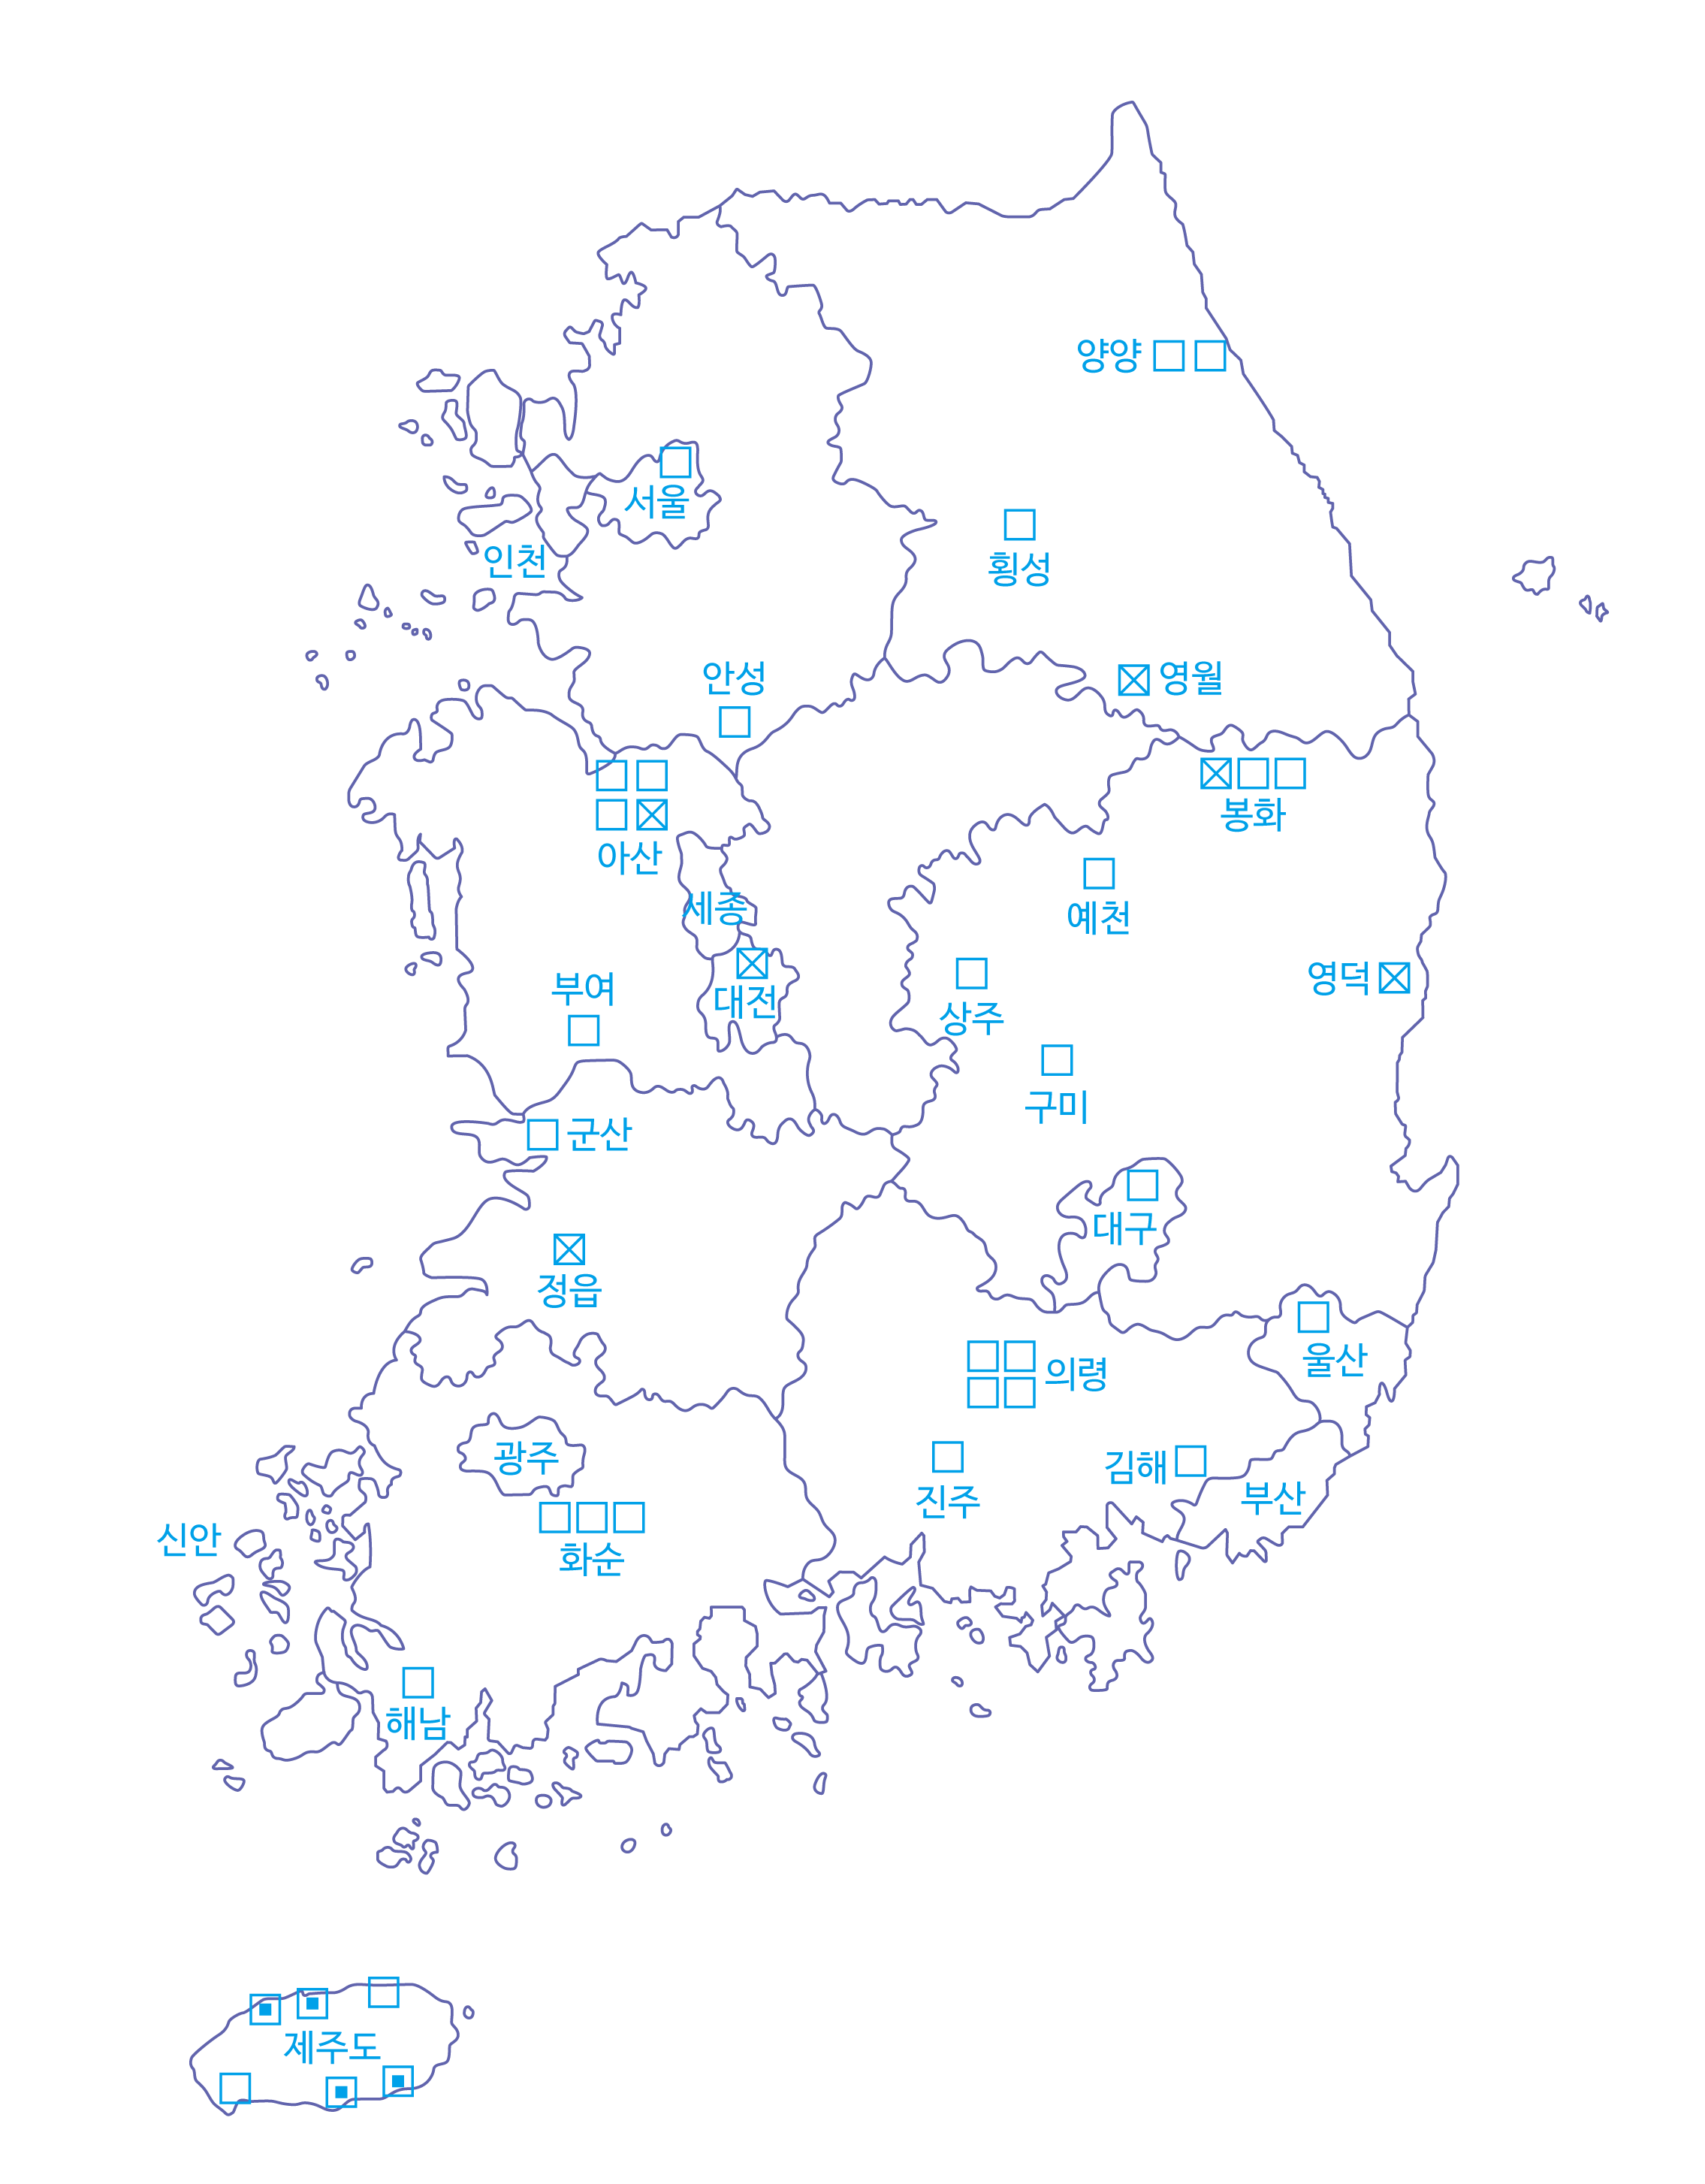 양양
서울
인천
횡성
안성
영월
봉화
아산
세종
예천
영덕
대전
부여
상주
구미
군산
대구
정읍
울산
의령
광주
김해
진주
부산
신안
화순
해남
제주도